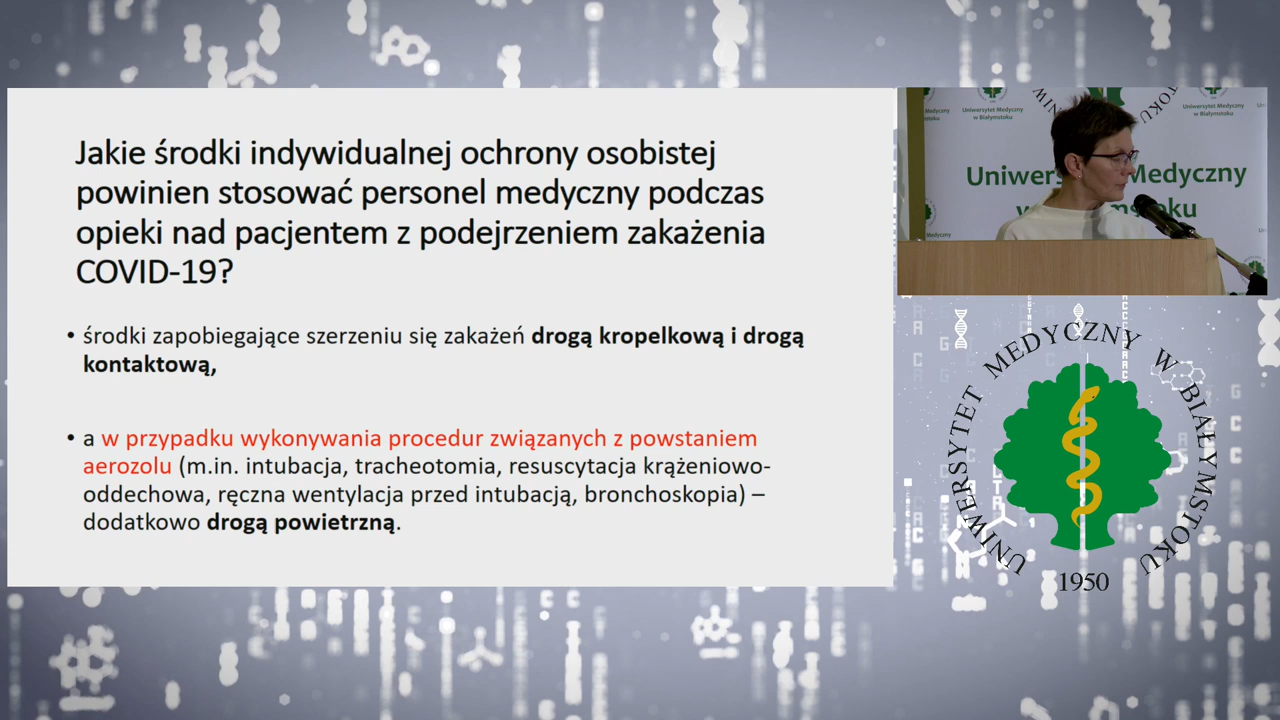 Jakie środki indywidualnej ochrony osobistej
powinien stosować personel medyczny podczas
opieki nad pacjentem z podejrzeniem zakażenia
COVID-19?
• środki zapobiegające szerzeniu się zakażeń drogą kropelkową i drogą
kontaktową,
• a w przypadku wykonywania procedur związanych z powstaniem
aerozolu (m.in. intubacja, tracheotomia, resuscytacja krążeniowo-
oddechowa, ręczna wentylacja przed intubacją, bronchoskopia) –
dodatkowo drogą powietrzną.
Uniwersytet Medyczny
w Białymstoku
Uniwersytet Medyczny
w Białymstoku
Medyczny
UNIWERSYTET MEDYCZNY W BIAŁYMSTOKU
1950